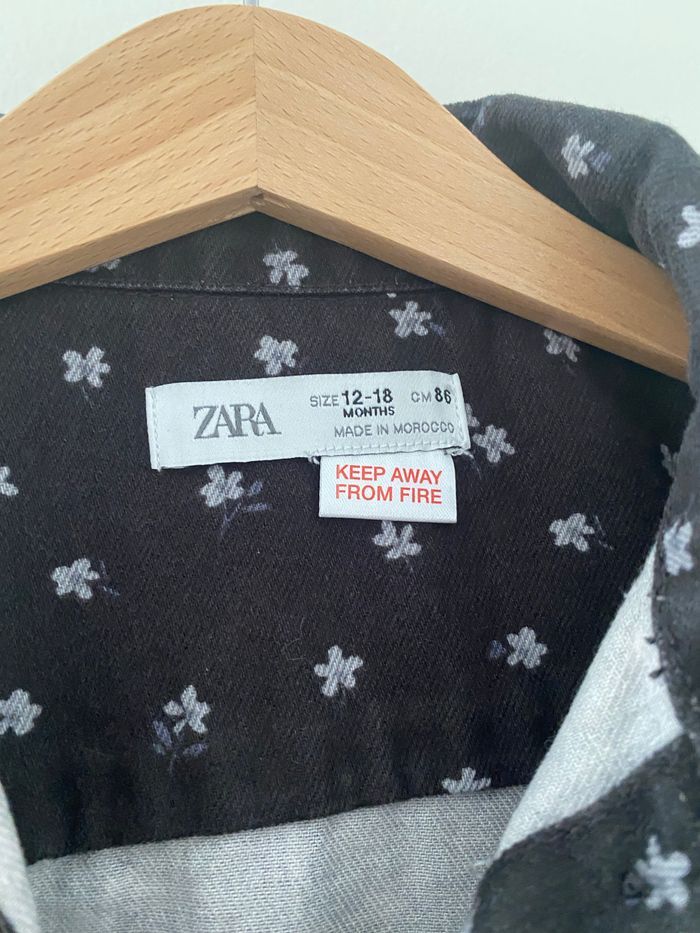 ZARA
SIZE 12-18 CM 86
MONTHS
MADE IN MOROCCO
KEEP AWAY
FROM FIRE